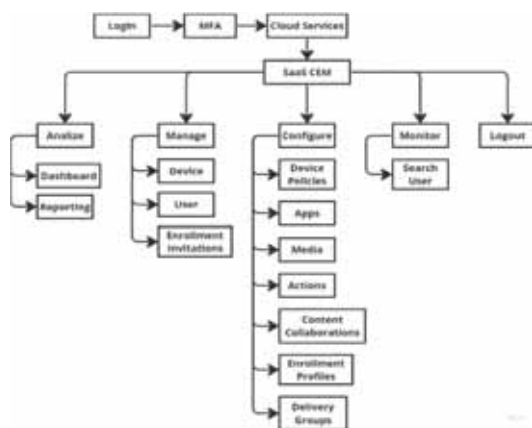 Login
MFA
Cloud Services
SaaS CEM
Analize
Manage
Configure
Monitor
Logout
Dashboard
Reporting
Device
User
Enrollment
Invitations
Device
Policies
Apps
Media
Actions
Content
Collaborations
Enrollment
Profiles
Delivery
Groups
Search
User